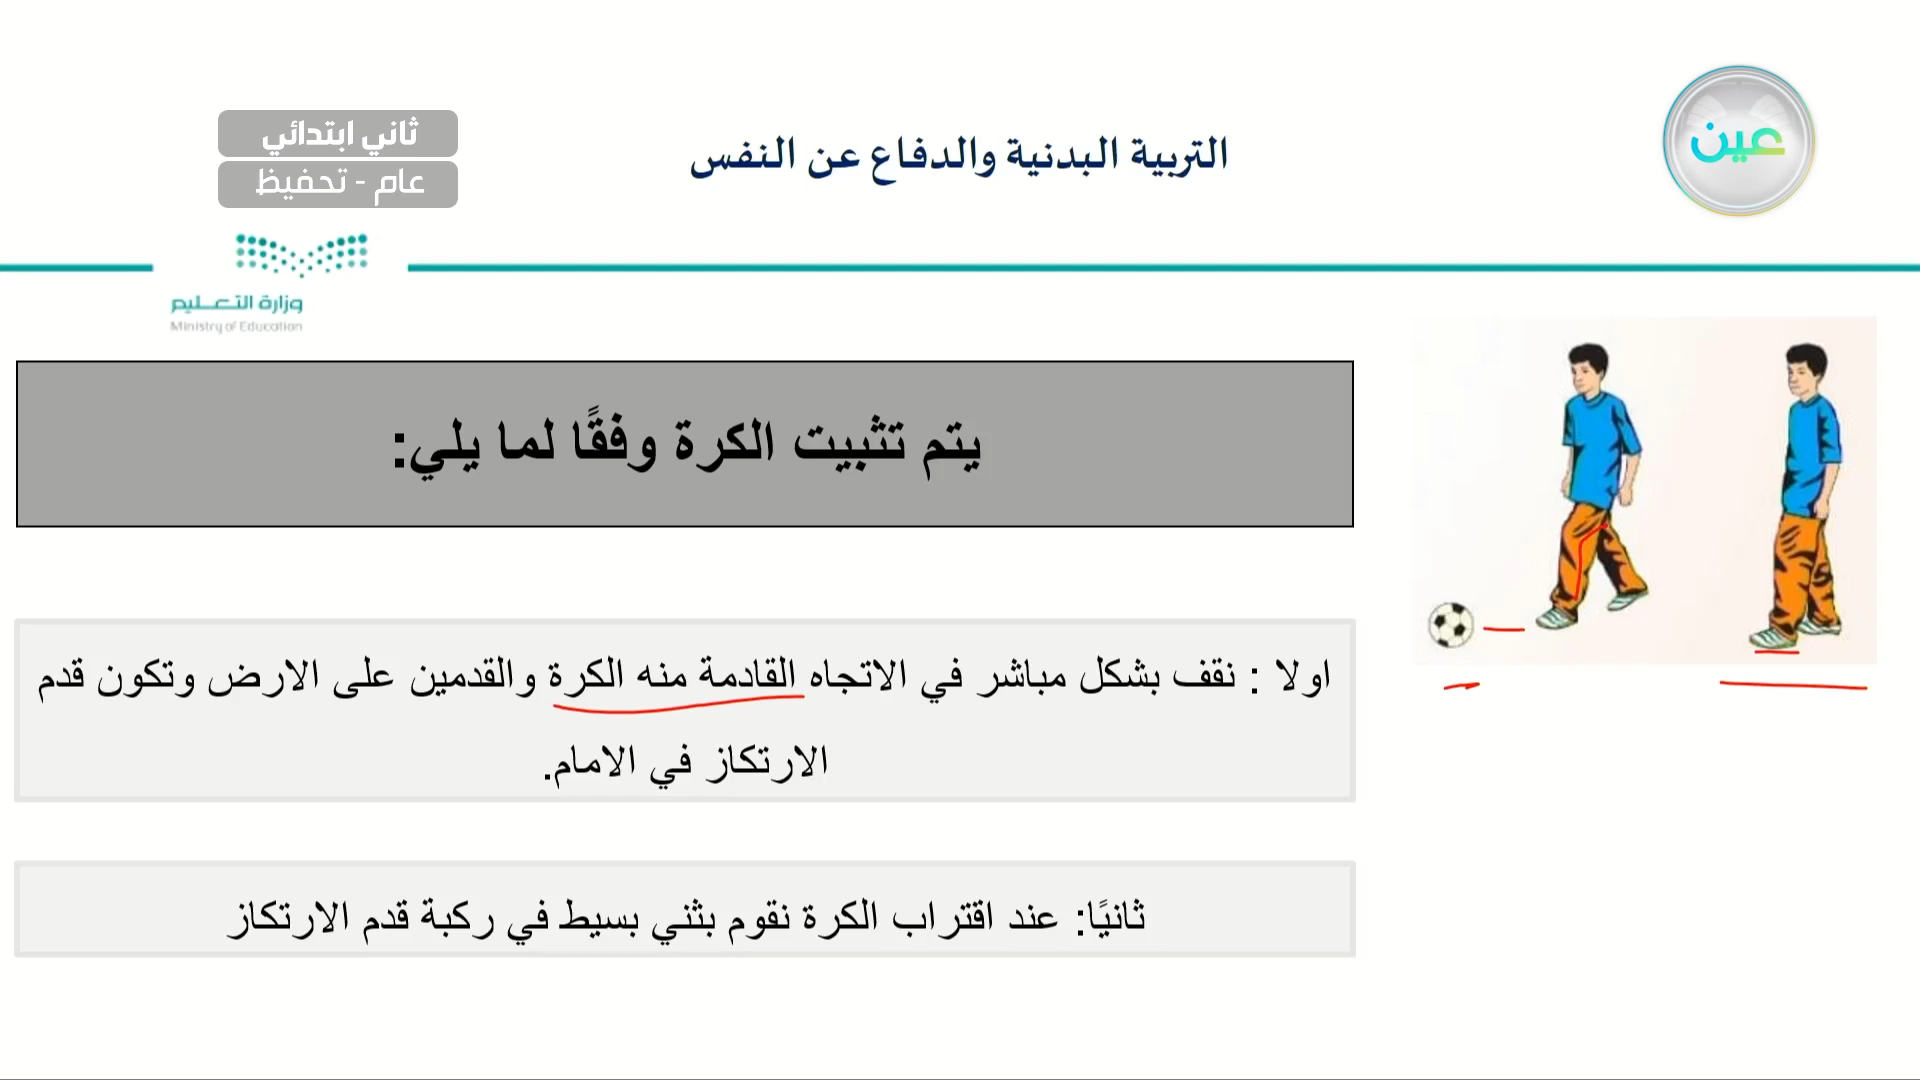 عين
التربية البدنية والدفاع عن النفس
ثاني ابتدائي
عام - تحفيظ
وزارة التعليم
Ministry of Education
يتم تثبيت الكرة وفقًا لما يلي:
اولا : نقف بشكل مباشر في الاتجاه القادمة منه الكرة والقدمين على الارض وتكون قدم
الارتكاز في الامام.
ثانيًا: عند اقتراب الكرة نقوم بثني بسيط في ركبة قدم الارتكاز